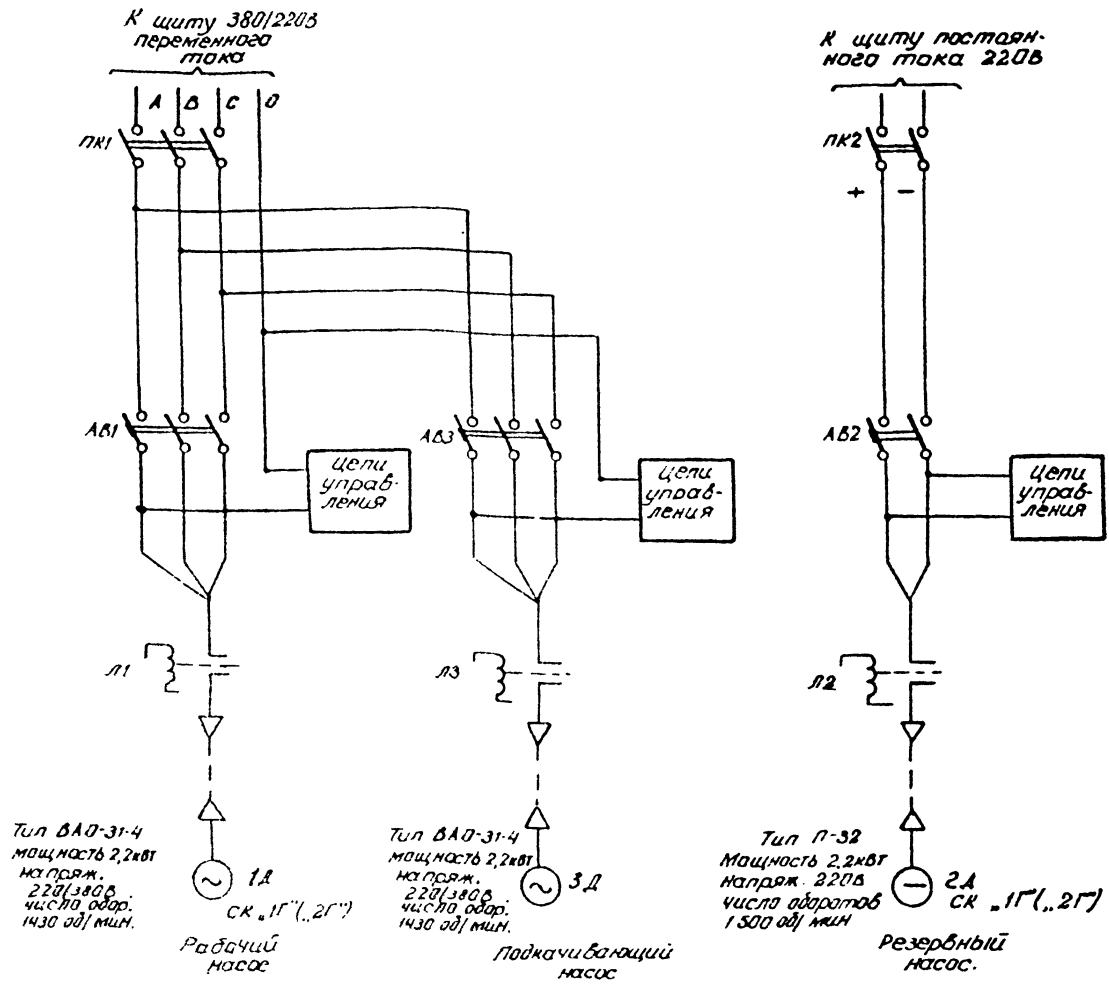 К щиту 380/220в
переменного
тока
К щиту постоян-
ного тока 220В
А В С О
ПК1
ПК2
+ −
АВ1
АВ3
АВ2
Цепи
управ-
ления
Цепи
управ-
ления
Цепи
управ-
ления
Л1
Л3
Л2
Тип ВАО-31-4
мощность 2,2квт
напряж.
220/380В
число обор.
1430 об/мин.
1Д
СК „1Г"(„2Г")
Рабочий
насос
Тип ВАО-31-4
мощность 2,2квт
напряж.
220/380В
число обор.
1430 об/мин.
3Д
Подкачивающий
насос
Тип П-32
Мощность 2,2квт
напряж. 220в
число оборотов
1500 об/мин
2Д
СК „1Г"(„2Г")
Резервный
насос.